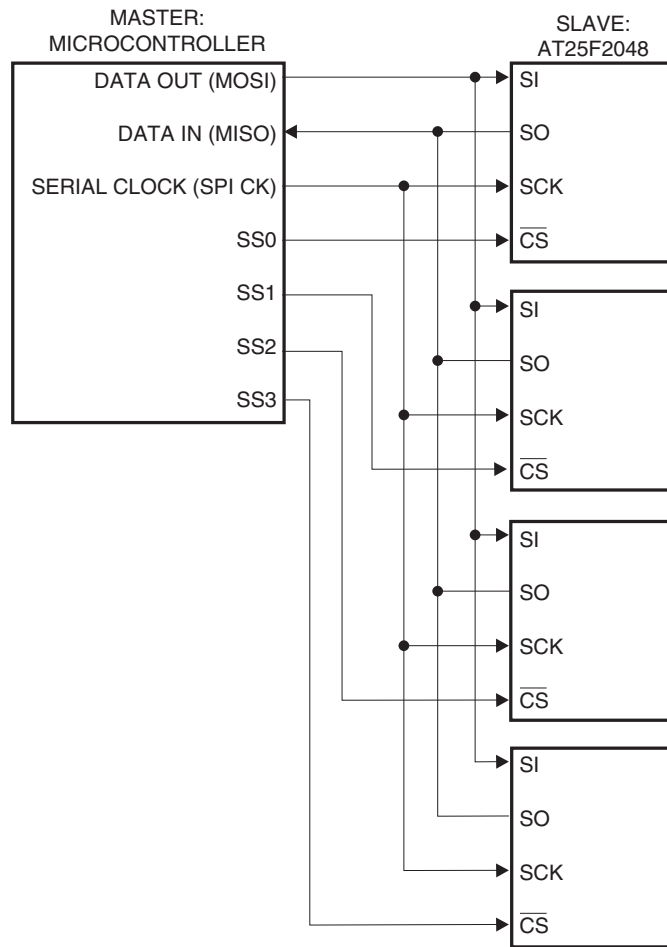 MASTER:
MICROCONTROLLER
DATA OUT (MOSI)
DATA IN (MISO)
SERIAL CLOCK (SPI CK)
SS0
SS1
SS2
SS3
SLAVE:
AT25F2048
SI
SO
SCK
CS
SI
SO
SCK
CS
SI
SO
SCK
CS
SI
SO
SCK
CS